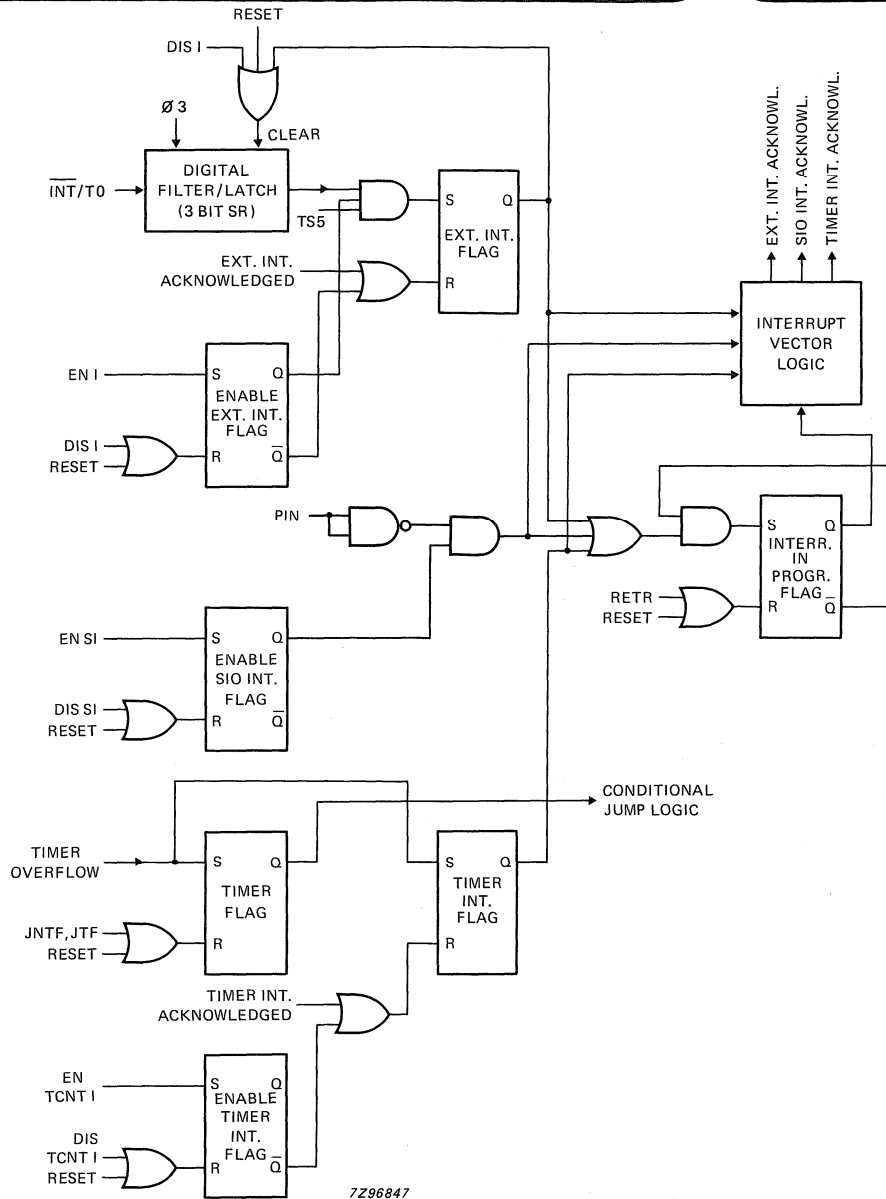 RESET
DIS I
Ø 3
CLEAR
INT/T0
DIGITAL
FILTER/LATCH
(3 BIT SR)
TS5
S Q
EXT. INT.
FLAG
R
EXT. INT.
ACKNOWLEDGED
EXT. INT. ACKNOWL.
SIO INT. ACKNOWL.
TIMER INT. ACKNOWL.
INTERRUPT
VECTOR
LOGIC
EN I
S Q
ENABLE
EXT. INT.
FLAG
R Q
DIS I
RESET
PIN
S Q
INTERR.
IN
PROGR.
FLAG
R Q
RETR
RESET
EN SI
S Q
ENABLE
SIO INT.
FLAG
R Q
DIS SI
RESET
CONDITIONAL
JUMP LOGIC
TIMER
OVERFLOW
S Q
TIMER
FLAG
R
JNTF, JTF
RESET
S Q
TIMER
INT.
FLAG
R
TIMER INT.
ACKNOWLEDGED
EN
TCNT I
S Q
ENABLE
TIMER
INT.
FLAG
R Q
DIS
TCNT I
RESET
7Z96847